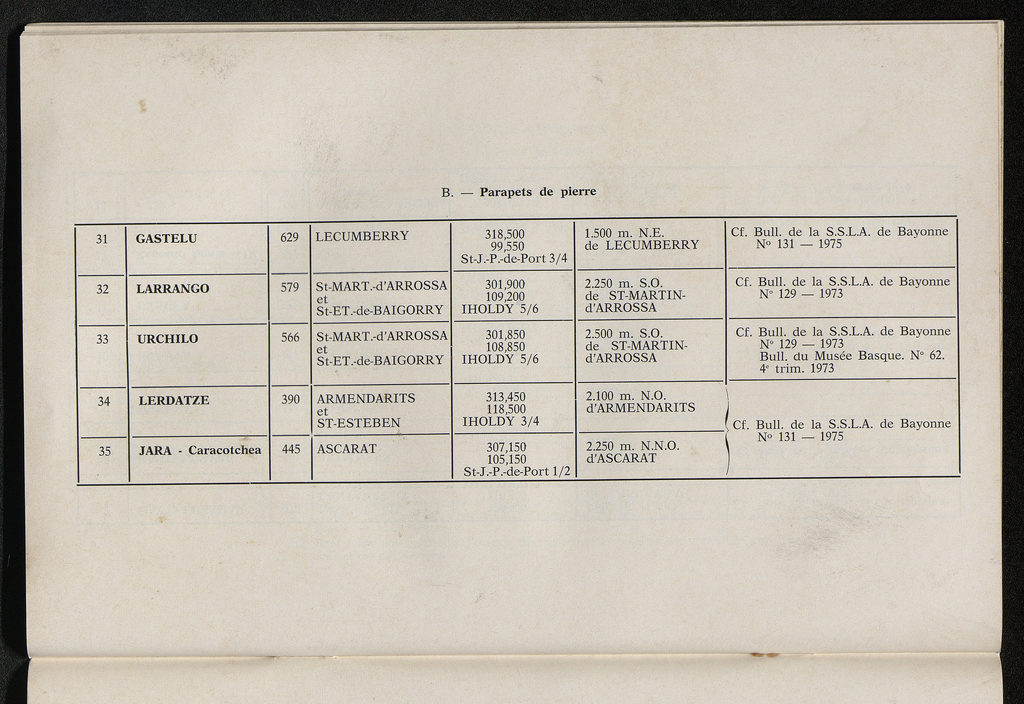 B. — Parapets de pierre
31 GASTELU 629 LECUMBERRY 318,500 1.500 m. N.E. Cf. Bull. de la S.S.L.A. de Bayonne
99,550 de LECUMBERRY N° 131 — 1975
St-J.-P.-de-Port 3/4
32 LARRANGO 579 St-MART.-d'ARROSSA 301,900 2.250 m. S.O. Cf. Bull. de la S.S.L.A. de Bayonne
et 109,200 de ST-MARTIN- N° 129 — 1973
St-ET.-de-BAIGORRY IHOLDY 5/6 d'ARROSSA
33 URCHILO 566 St-MART.-d'ARROSSA 301,850 2.500 m. S.O. Cf. Bull. de la S.S.L.A. de Bayonne
et 108,850 de ST-MARTIN- N° 129 — 1973
St-ET.-de-BAIGORRY IHOLDY 5/6 d'ARROSSA Bull. du Musée Basque. N° 62.
4e trim. 1973
34 LERDATZE 390 ARMENDARITS 313,450 2.100 m. N.O.
et 118,500 d'ARMENDARITS
ST-ESTEBEN IHOLDY 3/4
Cf. Bull. de la S.S.L.A. de Bayonne
N° 131 — 1975
35 JARA - Caracotchea 445 ASCARAT 307,150 2.250 m. N.N.O.
105,150 d'ASCARAT
St-J.-P.-de-Port 1/2